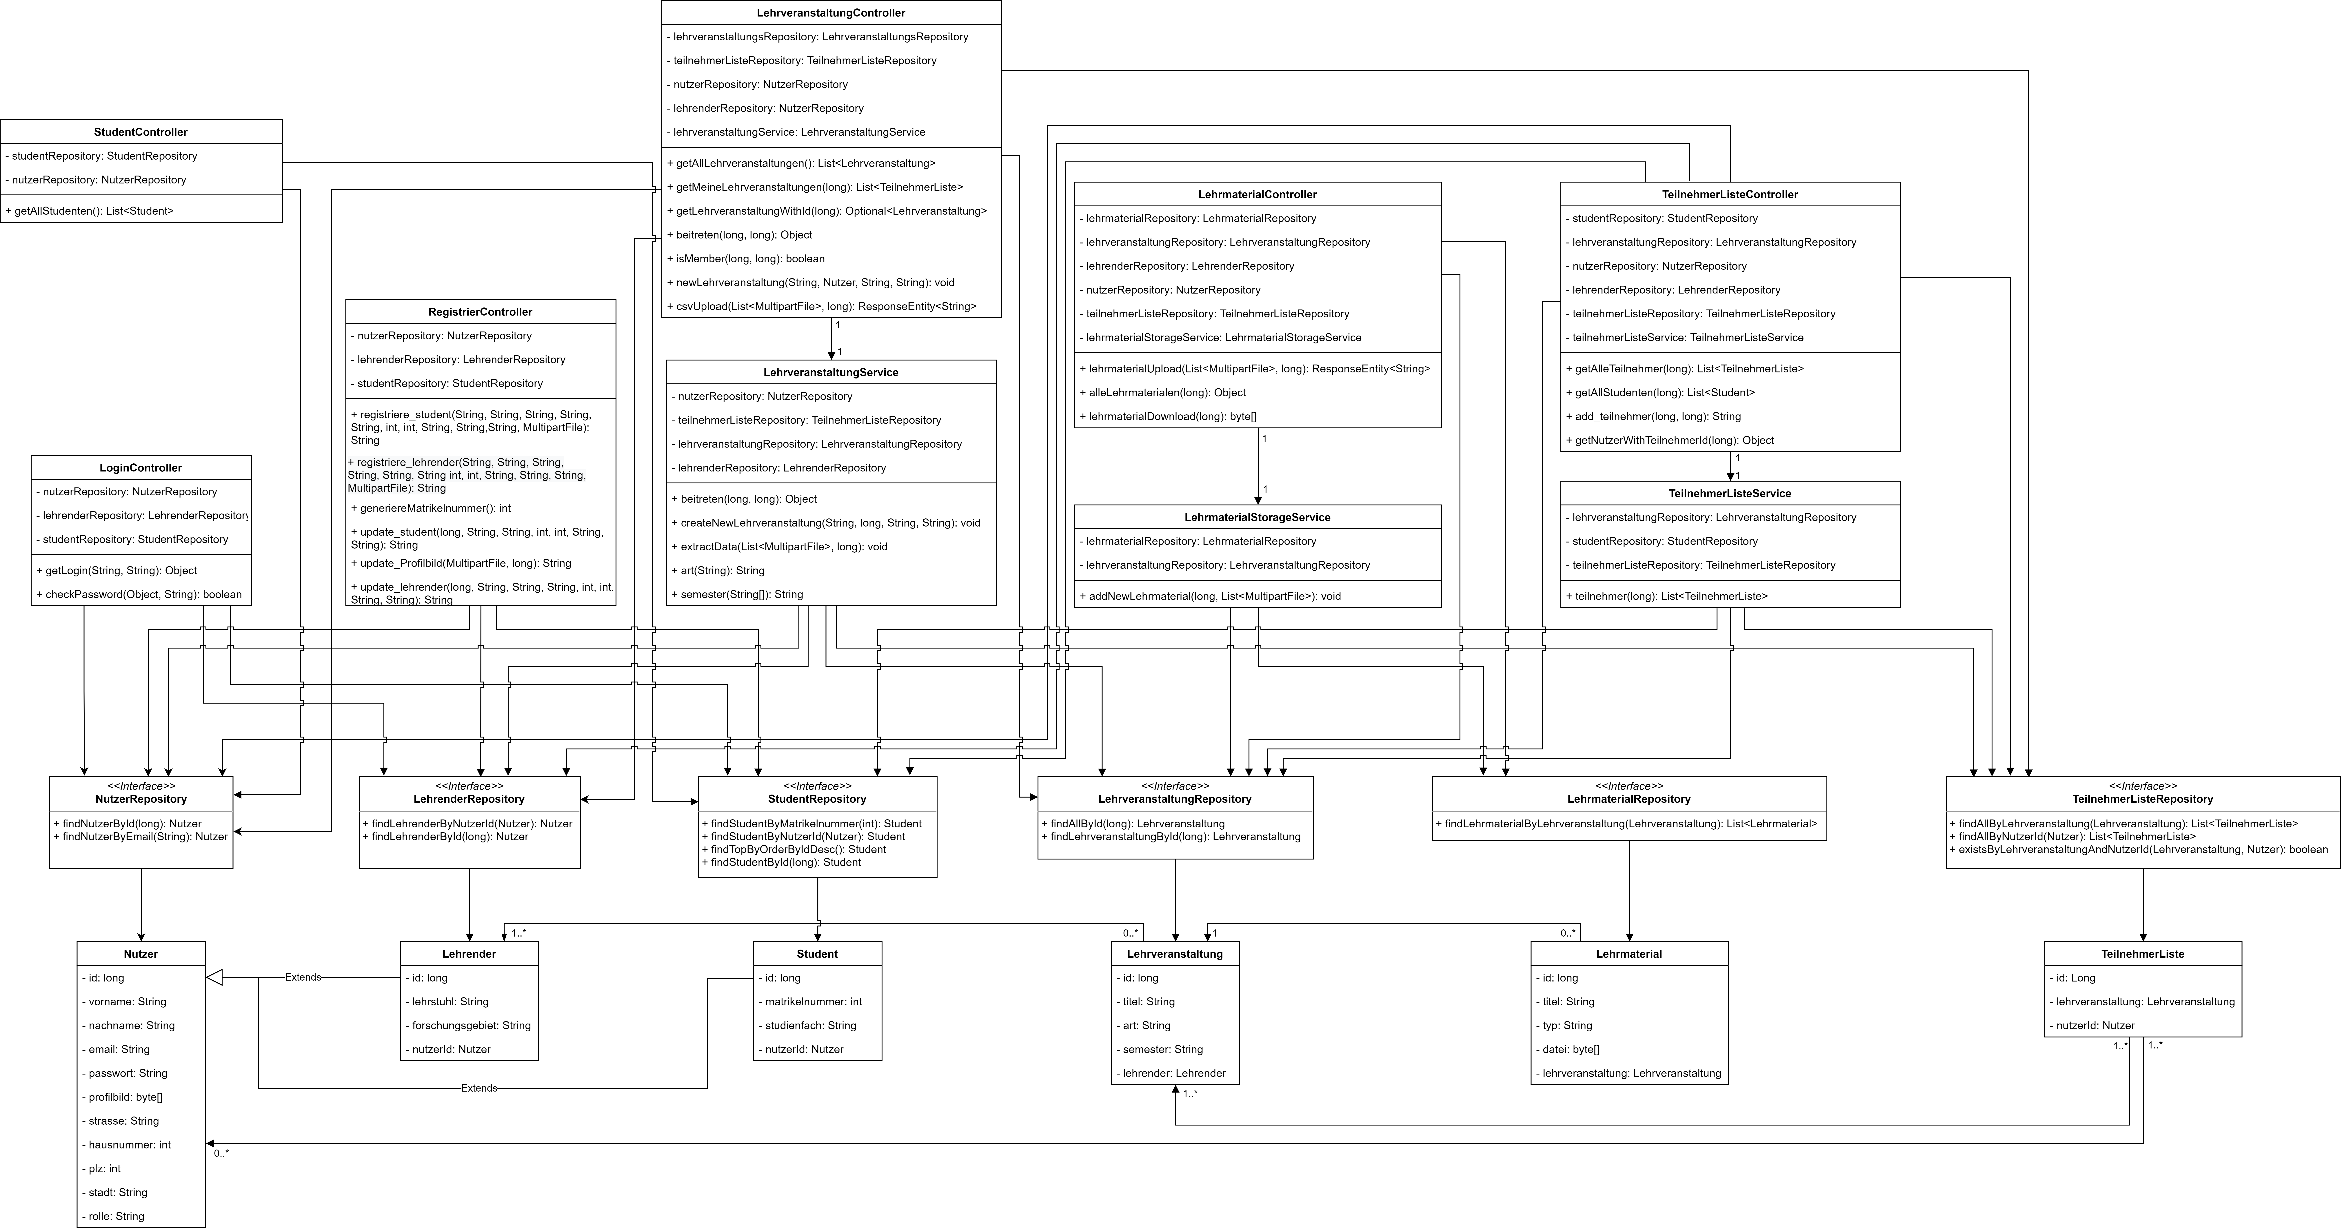 LehrveranstaltungController
- lehrveranstaltungsRepository: LehrveranstaltungsRepository
- teilnehmerListeRepository: TeilnehmerListeRepository
- nutzerRepository: NutzerRepository
- lehrenderRepository: NutzerRepository
- lehrveranstaltungService: LehrveranstaltungService
+ getAllLehrveranstaltungen(): List<Lehrveranstaltung>
+ getMeineLehrveranstaltungen(long): List<TeilnehmerListe>
+ getLehrveranstaltungWithId(long): Optional<Lehrveranstaltung>
+ beitreten(long, long): Object
+ isMember(long, long): boolean
+ newLehrveranstaltung(String, Nutzer, String, String): void
+ csvUpload(List<MultipartFile>, long): ResponseEntity<String>
1
1
StudentController
- studentRepository: StudentRepository
- nutzerRepository: NutzerRepository
+ getAllStudenten(): List<Student>
LehrmaterialController
- lehrmaterialRepository: LehrmaterialRepository
- lehrveranstaltungRepository: LehrveranstaltungRepository
- lehrenderRepository: LehrenderRepository
- nutzerRepository: NutzerRepository
- teilnehmerListeRepository: TeilnehmerListeRepository
- lehrmaterialStorageService: LehrmaterialStorageService
+ lehrmaterialUpload(List<MultipartFile>, long): ResponseEntity<String>
+ alleLehrmaterialen(long): Object
+ lehrmaterialDownload(long): byte[]
1
1
TeilnehmerListeController
- studentRepository: StudentRepository
- lehrveranstaltungRepository: LehrveranstaltungRepository
- nutzerRepository: NutzerRepository
- lehrenderRepository: LehrenderRepository
- teilnehmerListeRepository: TeilnehmerListeRepository
- teilnehmerListeService: TeilnehmerListeService
+ getAlleTeilnehmer(long): List<TeilnehmerListe>
+ getAllStudenten(long): List<Student>
+ add_teilnehmer(long, long): String
+ getNutzerWithTeilnehmerId(long): Object
1
1
RegistrierController
- nutzerRepository: NutzerRepository
- lehrenderRepository: LehrenderRepository
- studentRepository: StudentRepository
+ registriere_student(String, String, String, String,
String, int, int, String, String,String, MultipartFile):
String
+ registriere_lehrender(String, String, String,
String, String, String int, int, String, String, String,
MultipartFile): String
+ generiereMatrikelnummer(): int
+ update_student(long, String, String, int, int, String,
String): String
+ update_Profilbild(MultipartFile, long): String
+ update_lehrender(long, String, String, String, int, int,
String, String): String
LehrveranstaltungService
- nutzerRepository: NutzerRepository
- teilnehmerListeRepository: TeilnehmerListeRepository
- lehrveranstaltungRepository: LehrveranstaltungRepository
- lehrenderRepository: LehrenderRepository
+ beitreten(long, long): Object
+ createNewLehrveranstaltung(String, long, String, String): void
+ extractData(List<MultipartFile>, long): void
+ art(String): String
+ semester(String[]): String
LoginController
- nutzerRepository: NutzerRepository
- lehrenderRepository: LehrenderRepository
- studentRepository: StudentRepository
+ getLogin(String, String): Object
+ checkPassword(Object, String): boolean
LehrmaterialStorageService
- lehrmaterialRepository: LehrmaterialRepository
- lehrveranstaltungRepository: LehrveranstaltungRepository
+ addNewLehrmaterial(long, List<MultipartFile>): void
TeilnehmerListeService
- lehrveranstaltungRepository: LehrveranstaltungRepository
- studentRepository: StudentRepository
- teilnehmerListeRepository: TeilnehmerListeRepository
+ teilnehmer(long): List<TeilnehmerListe>
<<Interface>>
NutzerRepository
+ findNutzerById(long): Nutzer
+ findNutzerByEmail(String): Nutzer
<<Interface>>
LehrenderRepository
+ findLehrenderByNutzerId(Nutzer): Nutzer
+ findLehrenderById(long): Nutzer
<<Interface>>
StudentRepository
+ findStudentByMatrikelnummer(int): Student
+ findStudentByNutzerId(Nutzer): Student
+ findTopByOrderByIdDesc(): Student
+ findStudentById(long): Student
<<Interface>>
LehrveranstaltungRepository
+ findAllById(long): Lehrveranstaltung
+ findLehrveranstaltungById(long): Lehrveranstaltung
<<Interface>>
LehrmaterialRepository
+ findLehrmaterialByLehrveranstaltung(Lehrveranstaltung): List<Lehrmaterial>
<<Interface>>
TeilnehmerListeRepository
+ findAllByLehranstaltung(Lehrveranstaltung): List<TeilnehmerListe>
+ findAllByNutzerId(Nutzer): List<TeilnehmerListe>
+ existsByLehrveranstaltungAndNutzerId(Lehrveranstaltung, Nutzer): boolean
1..*
0..*
1
0..*
Nutzer
- id: long
- vorname: String
- nachname: String
- email: String
- passwort: String
- profilbild: byte[]
- strasse: String
- hausnummer: int
- plz: int
- stadt: String
- rolle: String
Extends
Extends
Lehrender
- id: long
- lehrstuhl: String
- forschungsgebiet: String
- nutzerId: Nutzer
Student
- id: long
- matrikelnummer: int
- studienfach: String
- nutzerId: Nutzer
Lehrveranstaltung
- id: long
- titel: String
- art: String
- semester: String
- lehrender: Lehrender
Lehrmaterial
- id: long
- titel: String
- typ: String
- datei: byte[]
- lehrveranstaltung: Lehrveranstaltung
TeilnehmerListe
- id: Long
- lehrveranstaltung: Lehrveranstaltung
- nutzerId: Nutzer
1..*
1..*
1..*
0..*